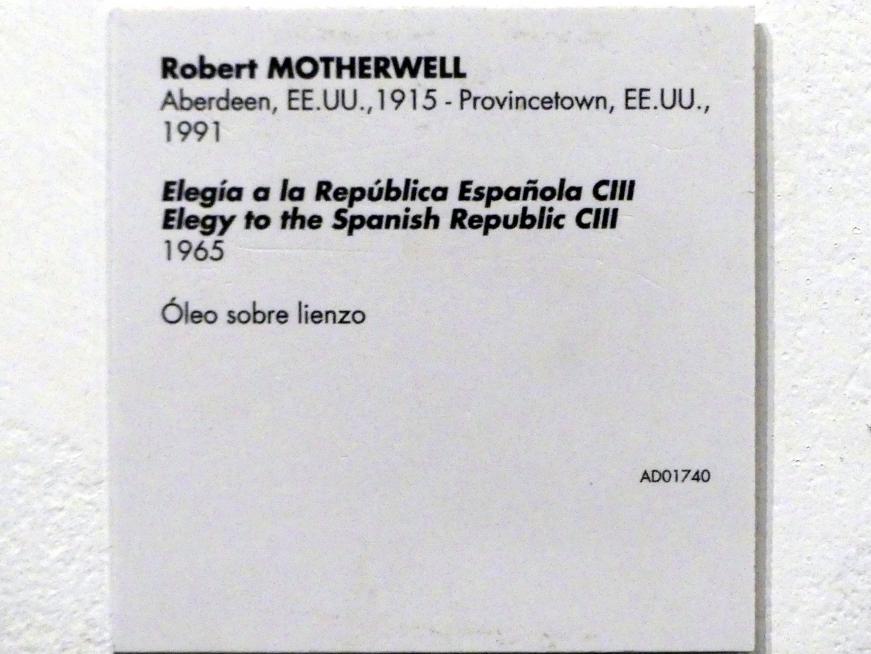 Robert MOTHERWELL
Aberdeen, EE.UU.,1915 - Provincetown, EE.UU.,
1991
Elegía a la República Española CIII
Elegy to the Spanish Republic CIII
1965
Óleo sobre lienzo
AD01740